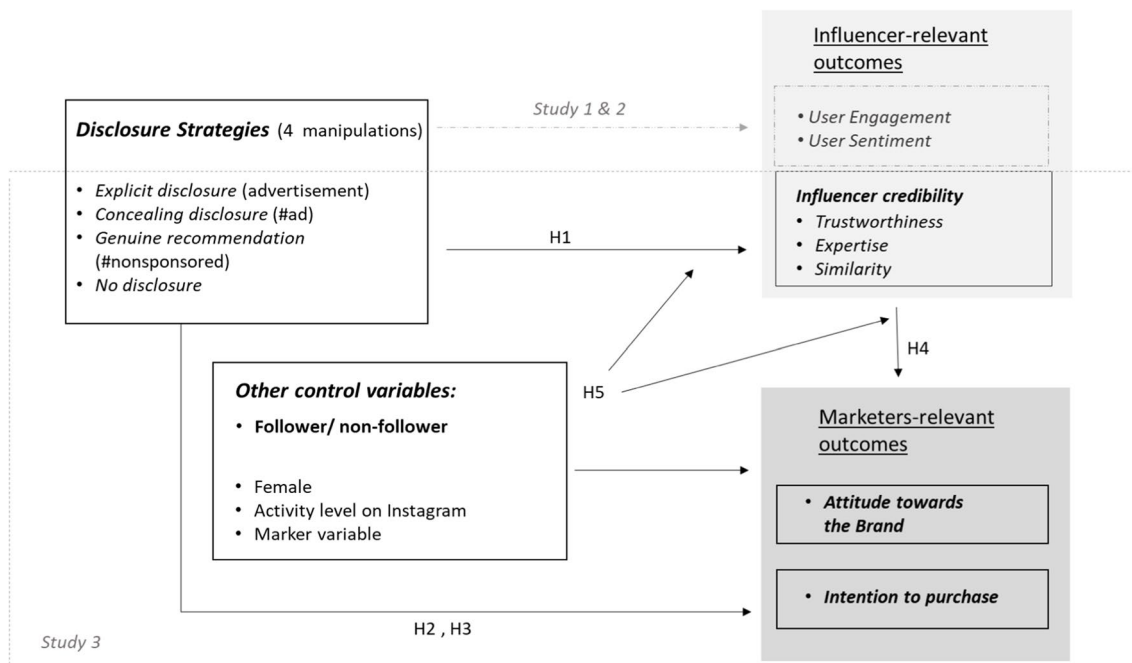 Influencer-relevant
outcomes
Disclosure Strategies (4 manipulations)
Study 1 & 2
• User Engagement
• User Sentiment
• Explicit disclosure (advertisement)
• Concealing disclosure (#ad)
• Genuine recommendation
(#nonsponsored)
• No disclosure
H1
Influencer credibility
• Trustworthiness
• Expertise
• Similarity
H4
Other control variables:
• Follower/ non-follower
• Female
• Activity level on Instagram
• Marker variable
H5
Marketers-relevant
outcomes
• Attitude towards
the Brand
• Intention to purchase
H2 , H3
Study 3